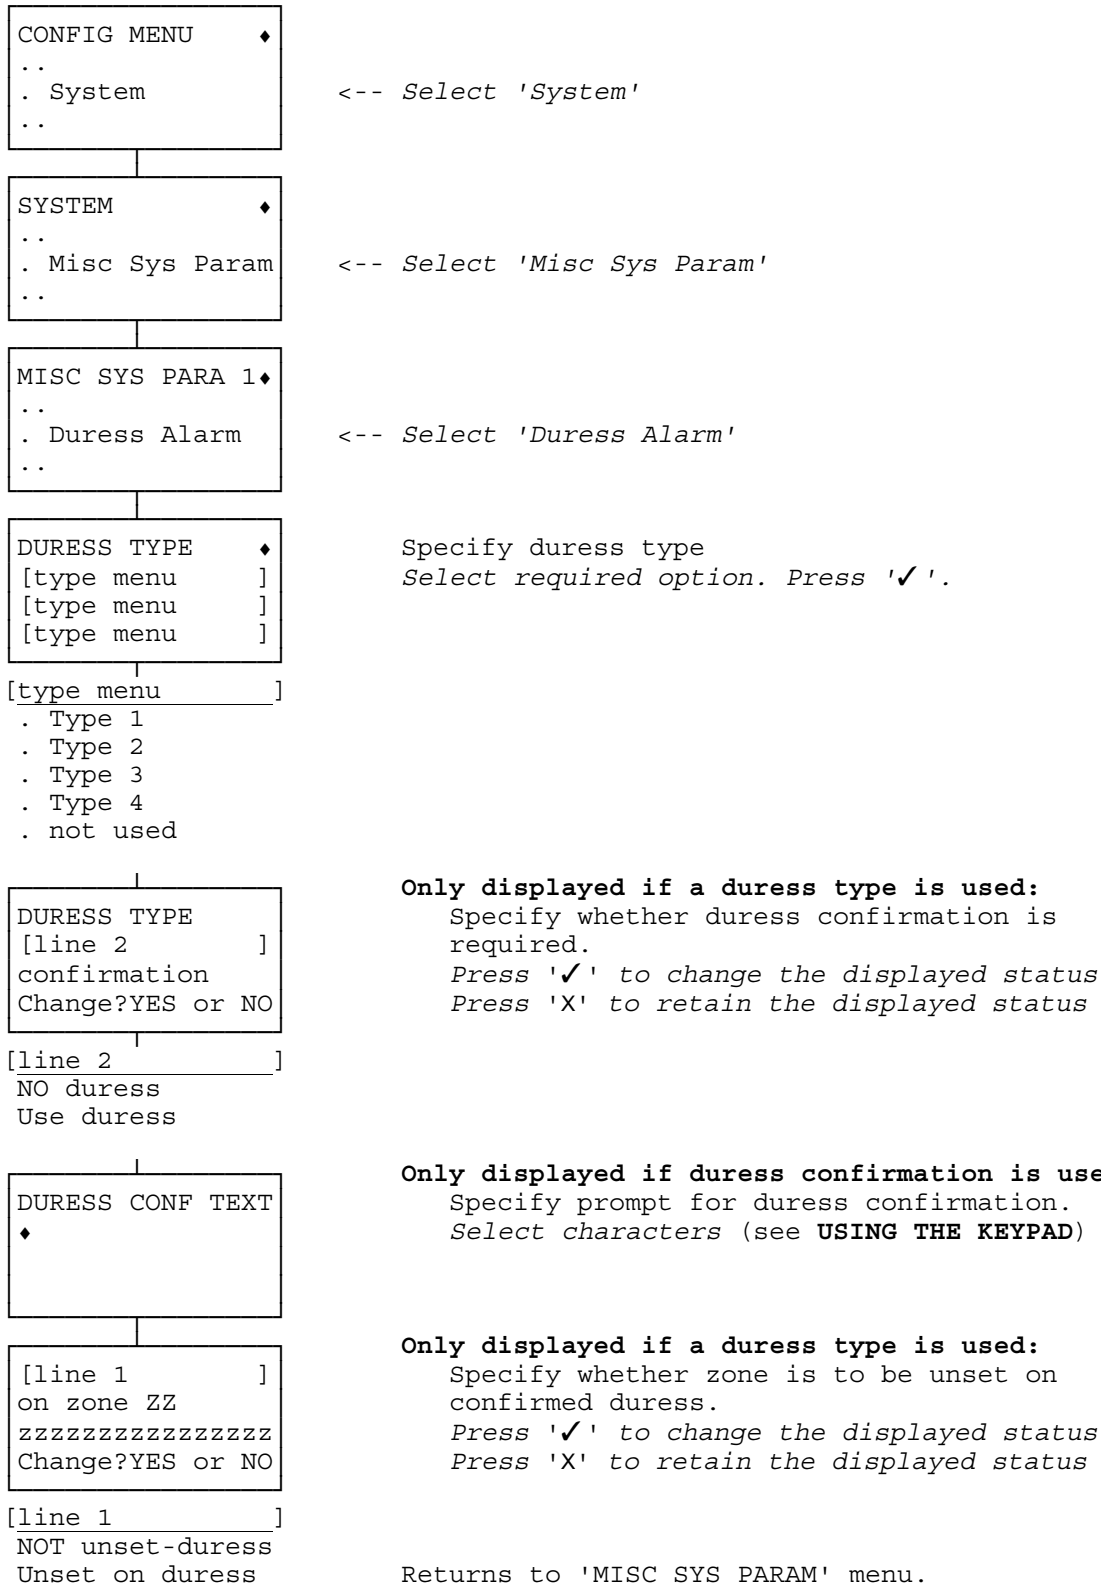 CONFIG MENU ♦
..
. System <-- Select 'System'
..
SYSTEM ♦
..
. Misc Sys Param <-- Select 'Misc Sys Param'
..
MISC SYS PARA 1♦
..
. Duress Alarm <-- Select 'Duress Alarm'
..
DURESS TYPE ♦ Specify duress type
[type menu ] Select required option. Press '✓'.
[type menu ]
[type menu ]
[type menu ]
. Type 1
. Type 2
. Type 3
. Type 4
. not used
Only displayed if a duress type is used:
DURESS TYPE Specify whether duress confirmation is
[line 2 ] required.
confirmation Press '✓' to change the displayed status
Change?YES or NO Press 'X' to retain the displayed status
[line 2 ]
NO duress
Use duress
Only displayed if duress confirmation is use
DURESS CONF TEXT Specify prompt for duress confirmation.
♦ Select characters (see USING THE KEYPAD)
Only displayed if a duress type is used:
[line 1 ] Specify whether zone is to be unset on
on zone ZZ confirmed duress.
zzzzzzzzzzzzzzzz Press '✓' to change the displayed status
Change?YES or NO Press 'X' to retain the displayed status
[line 1 ]
NOT unset-duress
Unset on duress Returns to 'MISC SYS PARAM' menu.